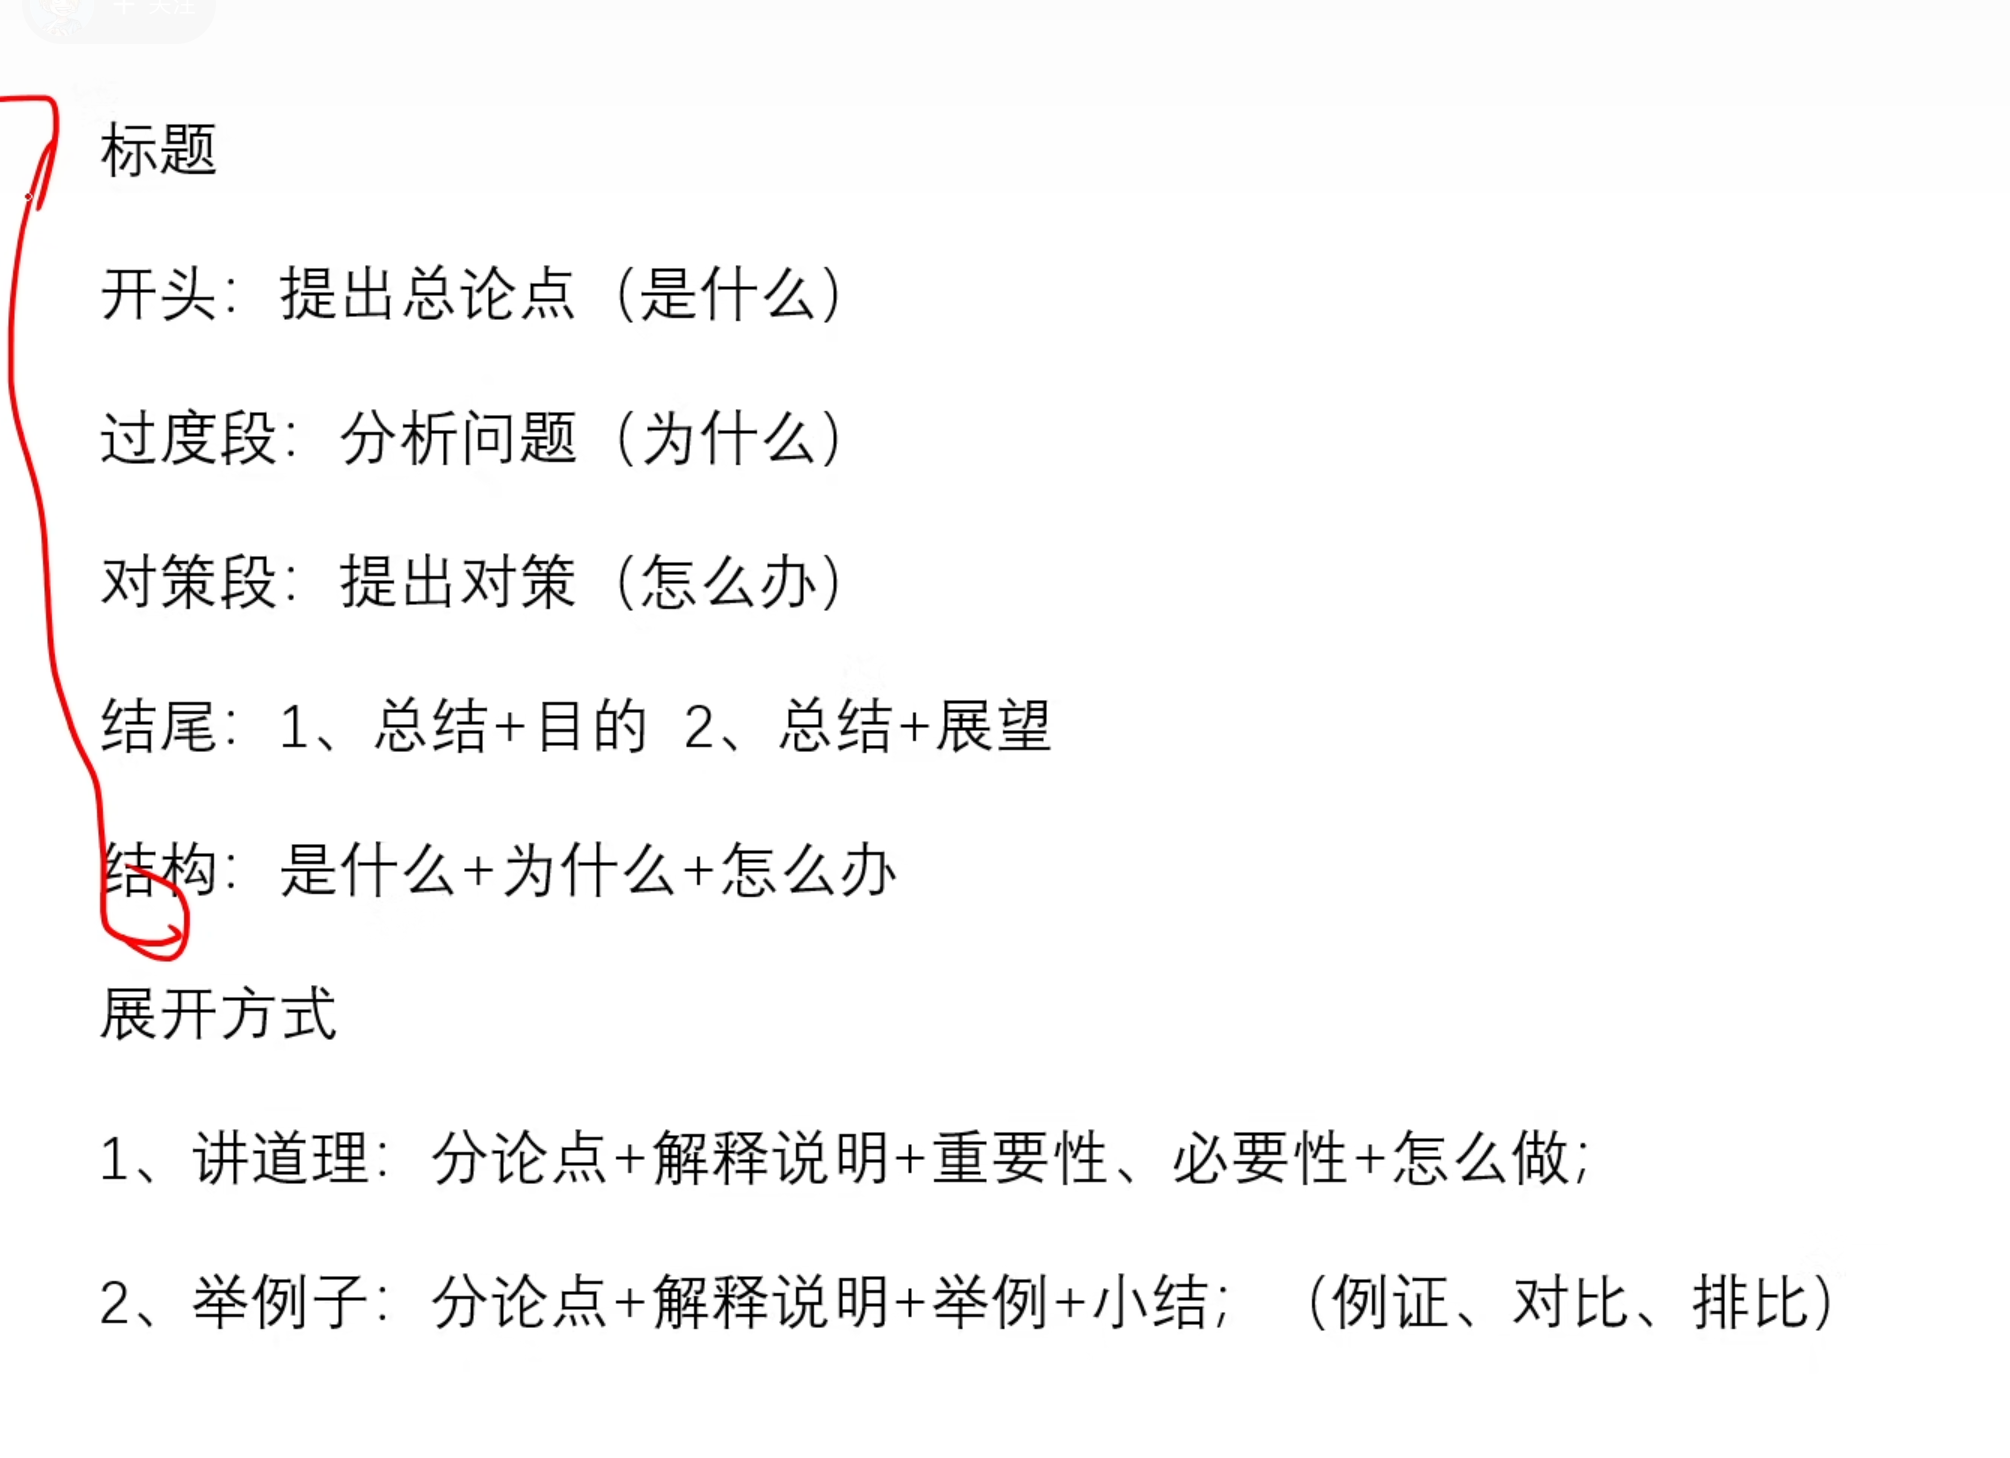 + 关注
标题
开头：提出总论点（是什么）
过度段：分析问题（为什么）
对策段：提出对策（怎么办）
结尾：1、总结+目的 2、总结+展望
结构：是什么+为什么+怎么办
展开方式
1、讲道理：分论点+解释说明+重要性、必要性+怎么做；
2、举例子：分论点+解释说明+举例+小结；（例证、对比、排比）